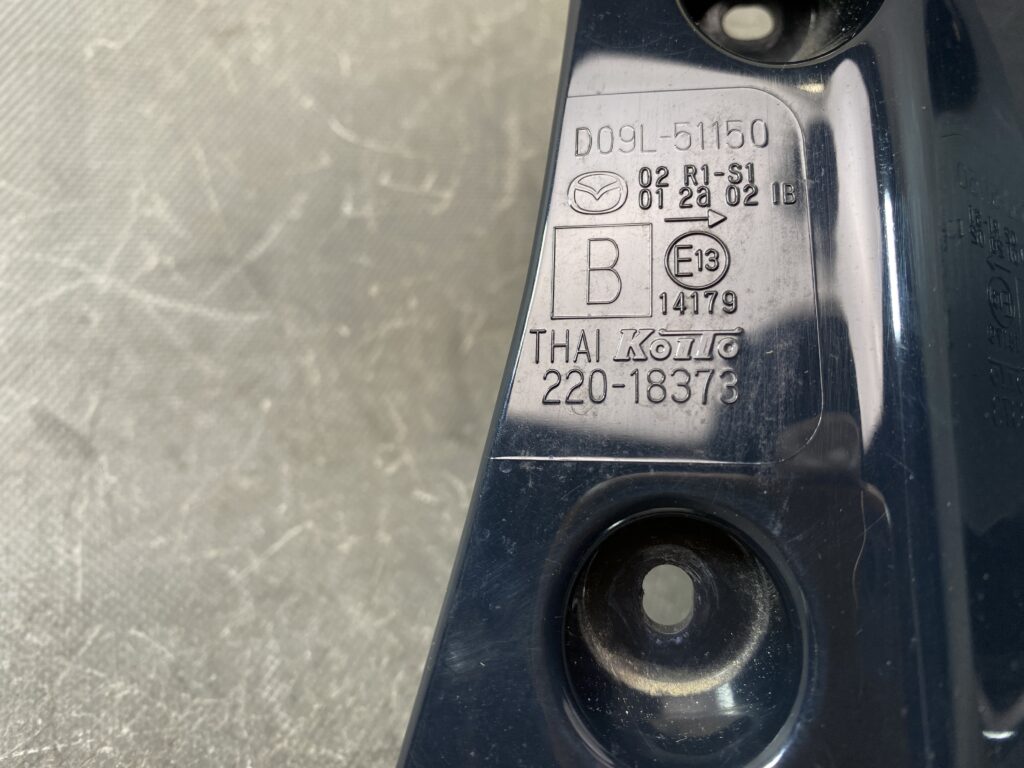 D09L-51150
02 R1-S1
01 2a 02 IB
B
E13
14179
THAI KOITO
220-18373